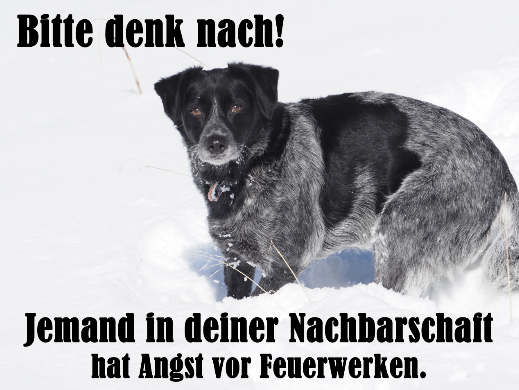 Bitte denk nach!
Jemand in deiner Nachbarschaft
hat Angst vor Feuerwerken.